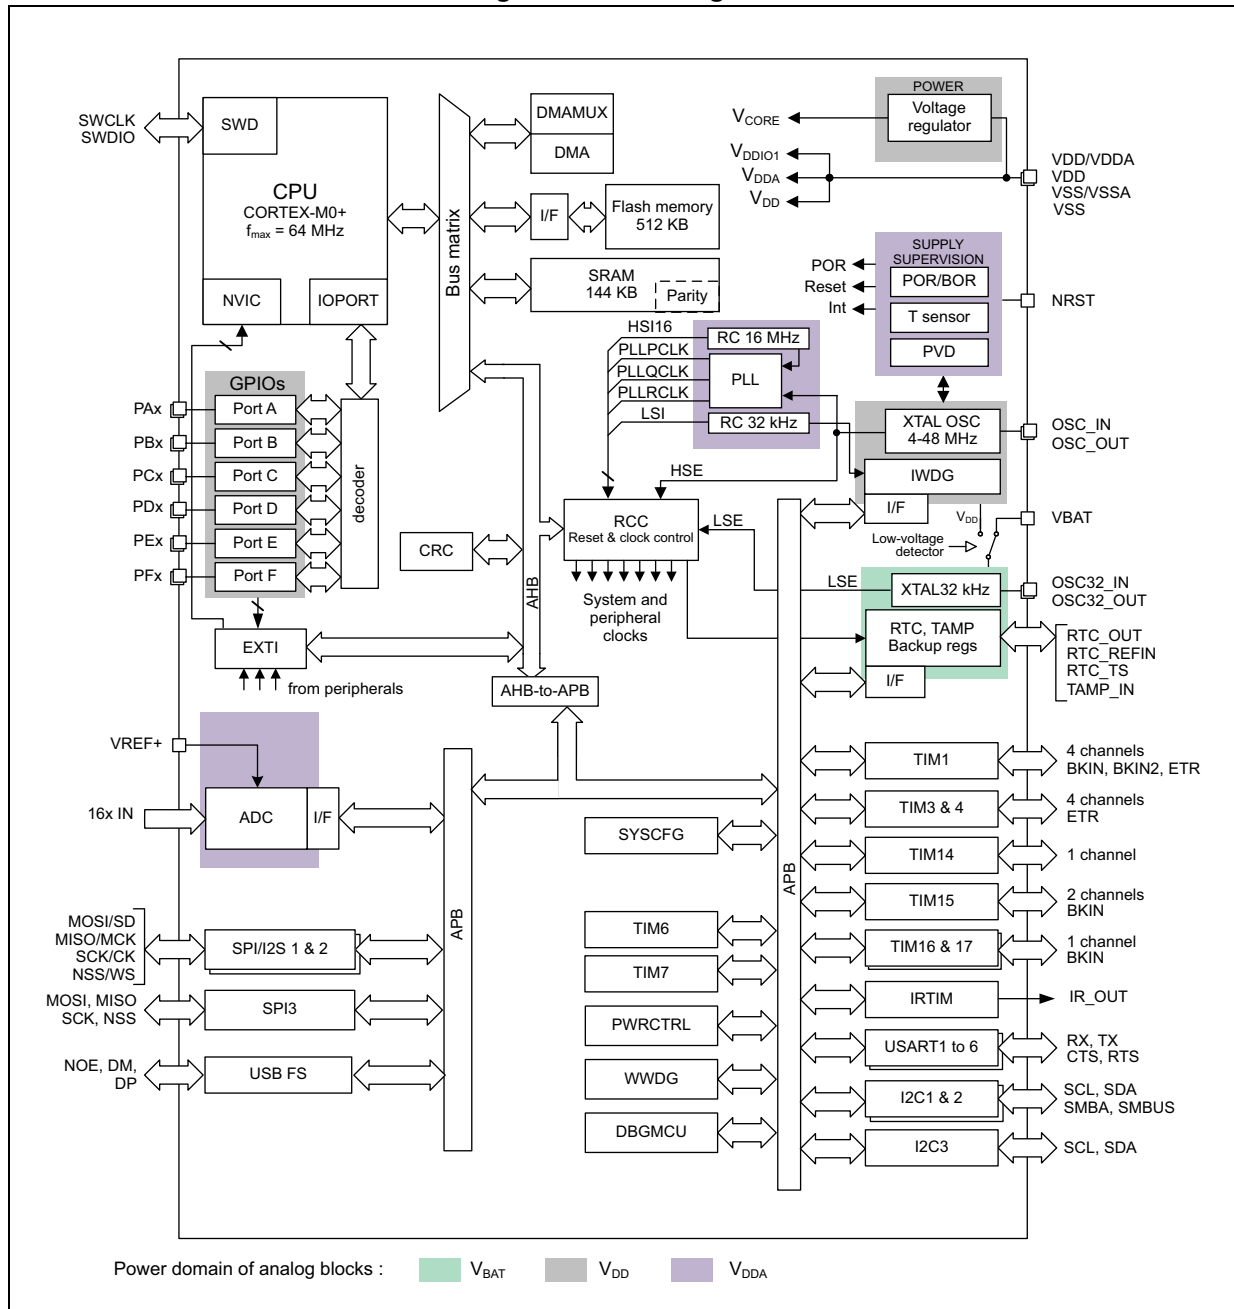 POWER
Voltage
regulator
VCORE
VDDIO1
VDDA
VDD
VDD/VDDA
VDD
VSS/VSSA
VSS
SWCLK
SWDIO
SWD
CPU
CORTEX-M0+
fmax = 64 MHz
NVIC
IOPORT
Bus matrix
DMAMUX
DMA
I/F
Flash memory
512 KB
SRAM
144 KB
Parity
SUPPLY
SUPERVISION
POR/BOR
T sensor
PVD
POR
Reset
Int
NRST
HSI16
PLLPCLK
PLLQCLK
PLLRCLK
LSI
RC 16 MHz
PLL
RC 32 kHz
GPIOs
Port A
Port B
Port C
Port D
Port E
Port F
PAx
PBx
PCx
PDx
PEx
PFx
decoder
XTAL OSC
4-48 MHz
IWDG
I/F
OSC_IN
OSC_OUT
HSE
RCC
Reset & clock control
LSE
VDD
Low-voltage
detector
VBAT
CRC
AHB
System and
peripheral
clocks
LSE
XTAL32 kHz
RTC, TAMP
Backup regs
I/F
OSC32_IN
OSC32_OUT
RTC_OUT
RTC_REFIN
RTC_TS
TAMP_IN
EXTI
from peripherals
AHB-to-APB
VREF+
16x IN
ADC
I/F
APB
APB
SYSCFG
TIM6
TIM7
PWRCTRL
WWDG
DBGMCU
TIM1
4 channels
BKIN, BKIN2, ETR
TIM3 & 4
4 channels
ETR
TIM14
1 channel
TIM15
2 channels
BKIN
TIM16 & 17
1 channel
BKIN
IRTIM
IR_OUT
USART1 to 6
RX, TX
CTS, RTS
I2C1 & 2
SCL, SDA
SMBA, SMBUS
I2C3
SCL, SDA
MOSI/SD
MISO/MCK
SCK/CK
NSS/WS
SPI/I2S 1 & 2
MOSI, MISO
SCK, NSS
SPI3
NOE, DM,
DP
USB FS
Power domain of analog blocks :
VBAT
VDD
VDDA